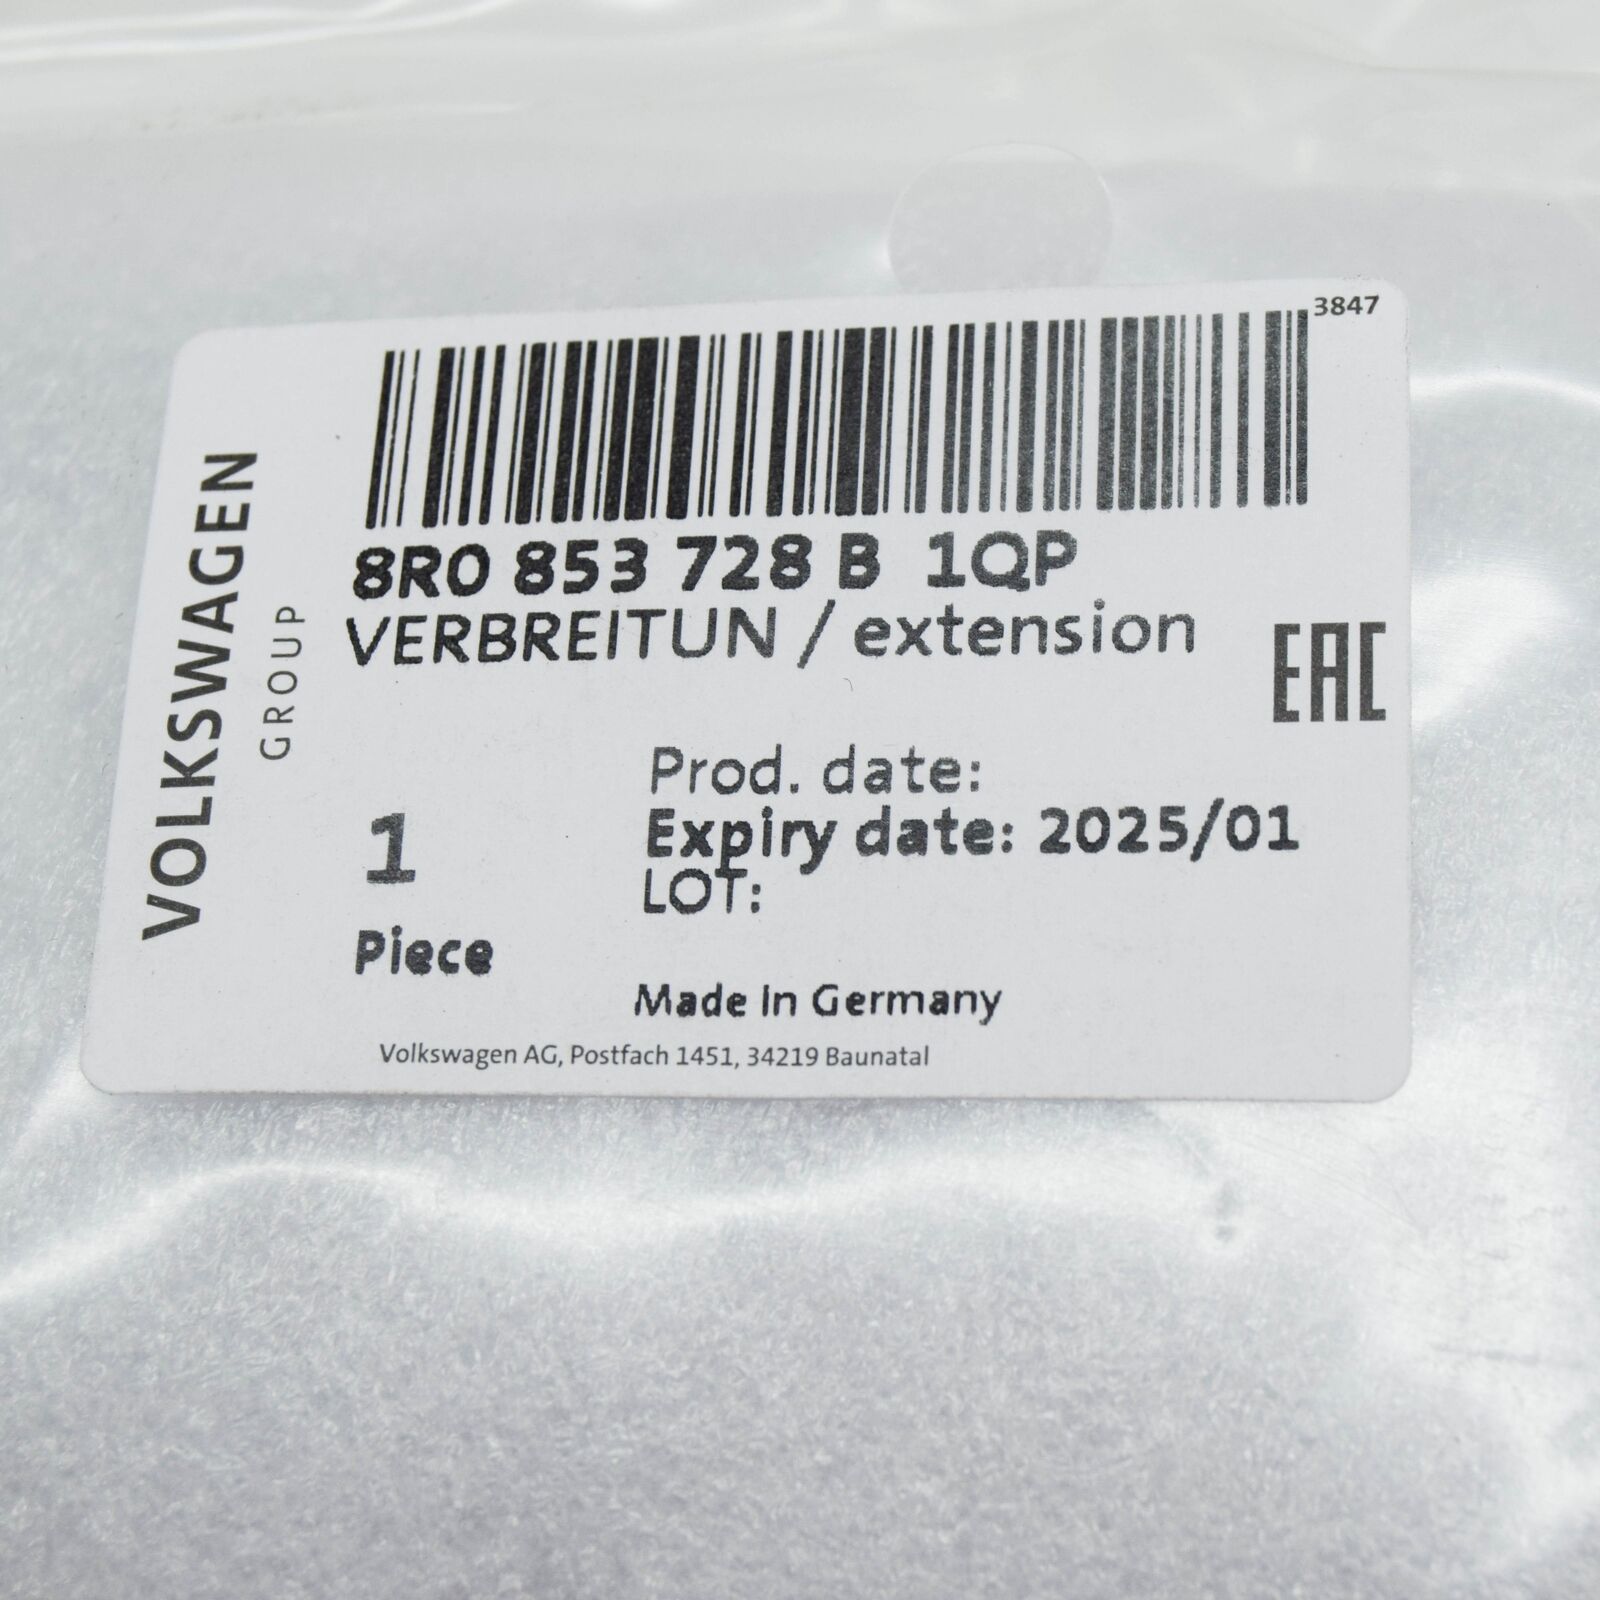 3847
VOLKSWAGEN
GROUP
8R0 853 728 B 1QP
VERBREITUN / extension
EAC
Prod. date:
Expiry date: 2025/01
LOT:
1
Piece
Made in Germany
Volkswagen AG, Postfach 1451, 34219 Baunatal